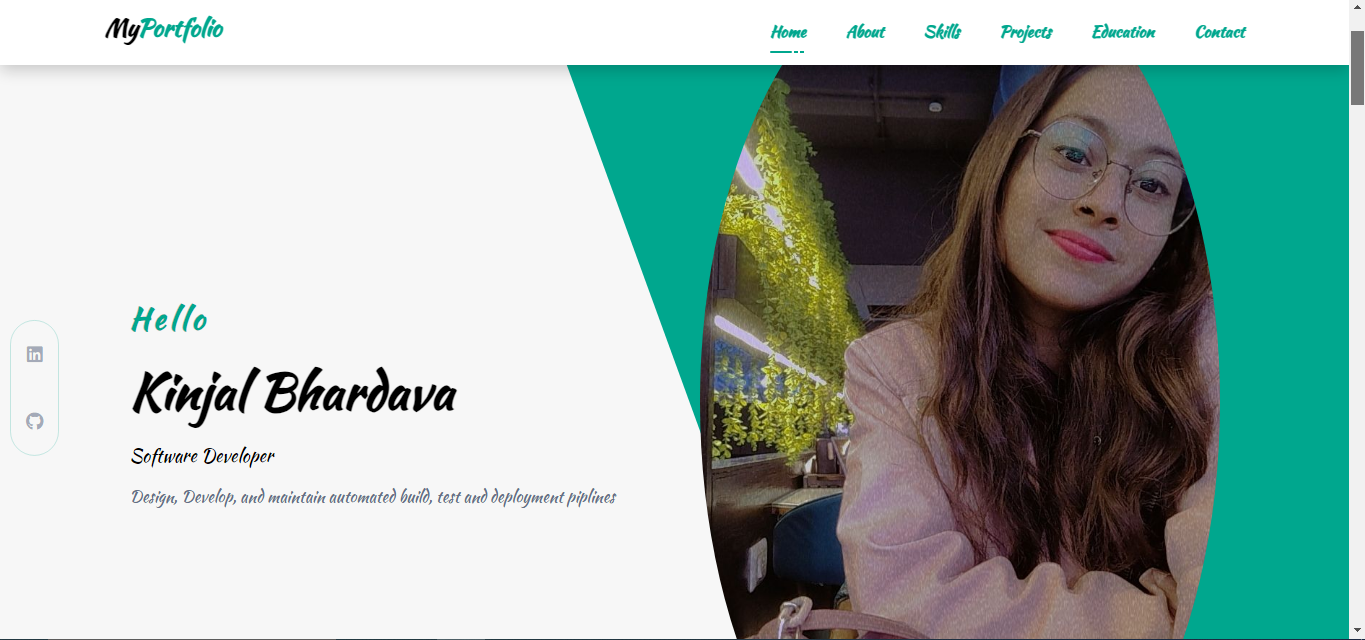 MyPortfolio
Home About Skills Projects Education Contact
Hello
Kinjal Bhardava
Software Developer
Design, Develop, and maintain automated build, test and deployment piplines